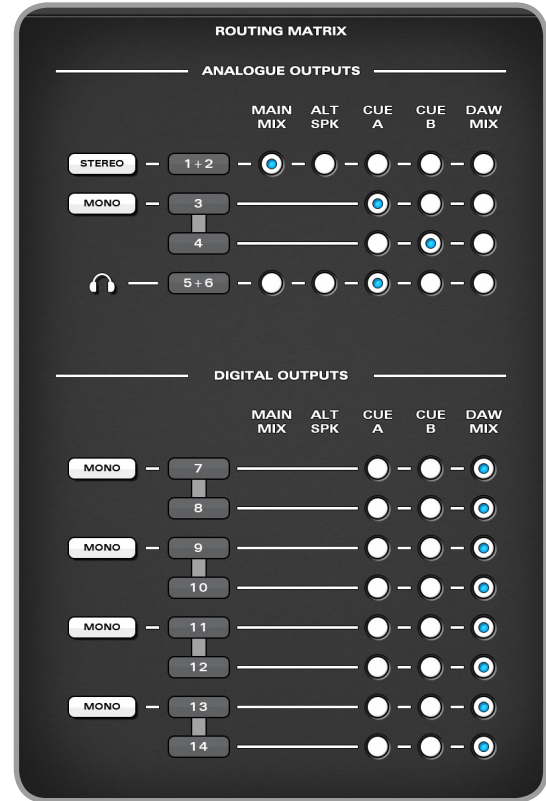 ROUTING MATRIX
ANALOGUE OUTPUTS
MAIN MIX ALT SPK CUE A CUE B DAW MIX
STEREO 1+2
MONO 3
4
5+6
DIGITAL OUTPUTS
MAIN MIX ALT SPK CUE A CUE B DAW MIX
MONO 7
8
MONO 9
10
MONO 11
12
MONO 13
14